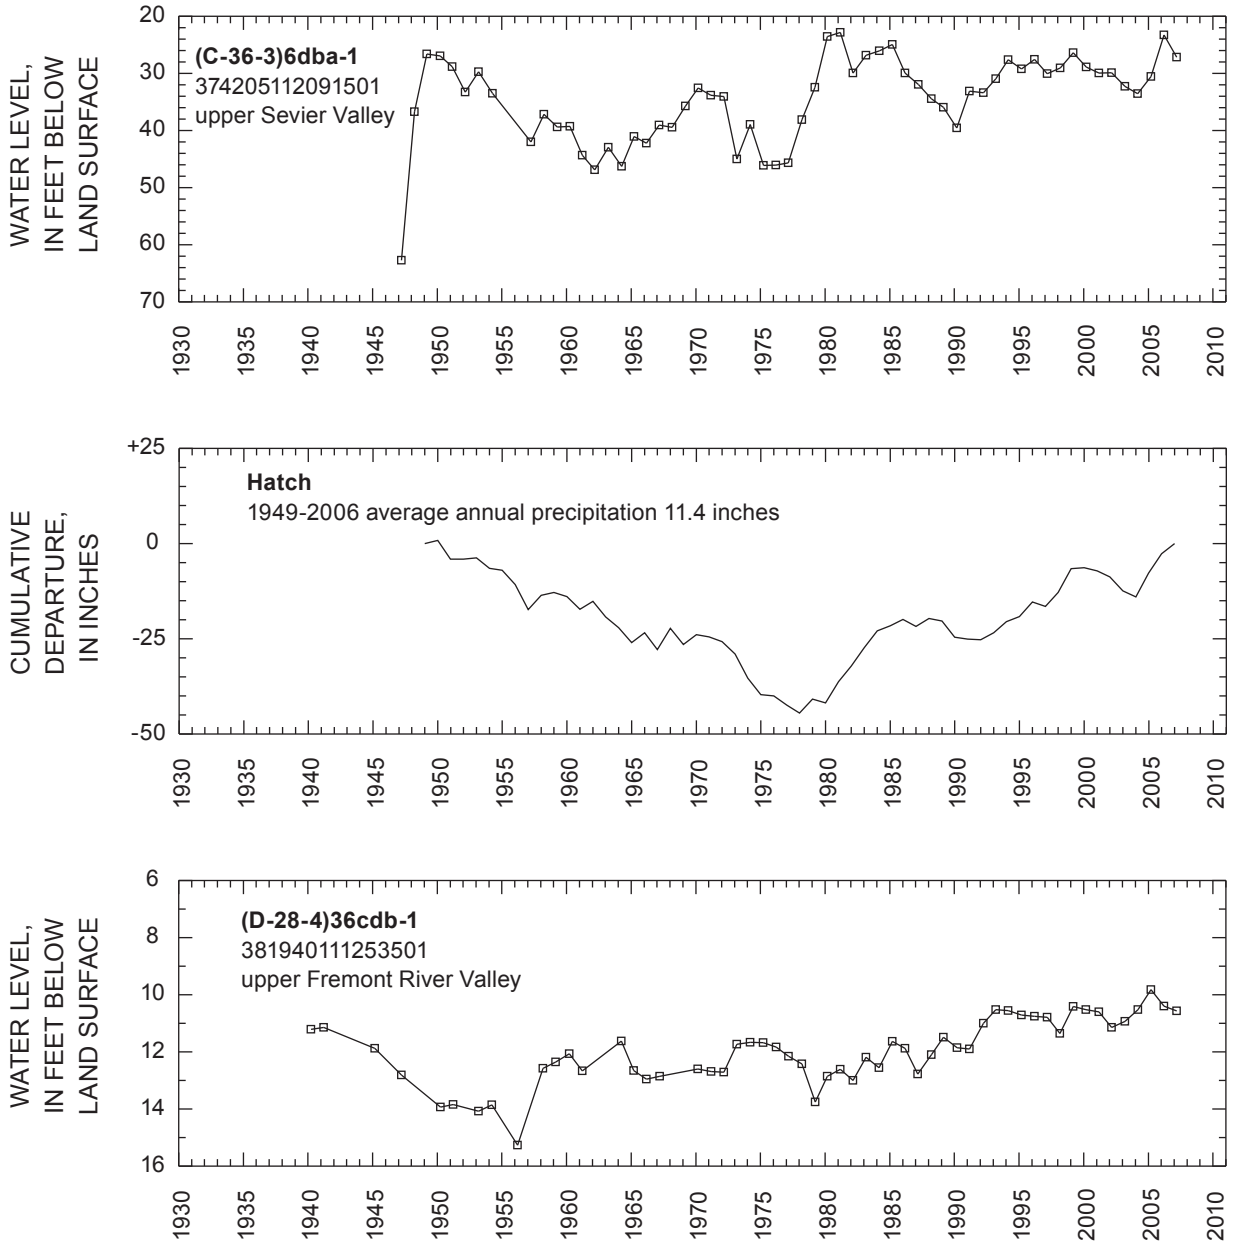 WATER LEVEL,
IN FEET BELOW
LAND SURFACE
20
30
40
50
60
70
(C-36-3)6dba-1
374205112091501
upper Sevier Valley
1930 1935 1940 1945 1950 1955 1960 1965 1970 1975 1980 1985 1990 1995 2000 2005 2010
CUMULATIVE
DEPARTURE,
IN INCHES
+25
0
-25
-50
Hatch
1949-2006 average annual precipitation 11.4 inches
1930 1935 1940 1945 1950 1955 1960 1965 1970 1975 1980 1985 1990 1995 2000 2005 2010
WATER LEVEL,
IN FEET BELOW
LAND SURFACE
6
8
10
12
14
16
(D-28-4)36cdb-1
381940111253501
upper Fremont River Valley
1930 1935 1940 1945 1950 1955 1960 1965 1970 1975 1980 1985 1990 1995 2000 2005 2010